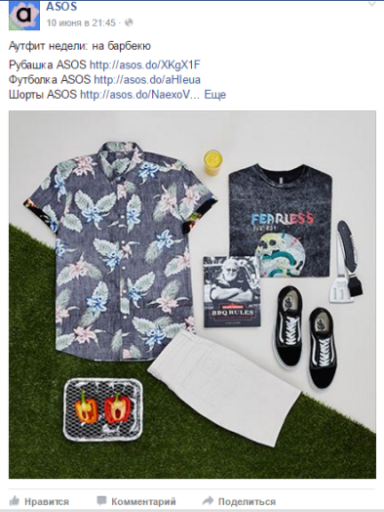 ASOS
10 июня в 21:45 ·
Аутфит недели: на барбекю
Рубашка ASOS http://asos.do/XKgX1F
Футболка ASOS http://asos.do/aHIeua
Шорты ASOS http://asos.do/NaexoV... Еще
FEARLESS
BBQ RULES
Нравится Комментарий Поделиться